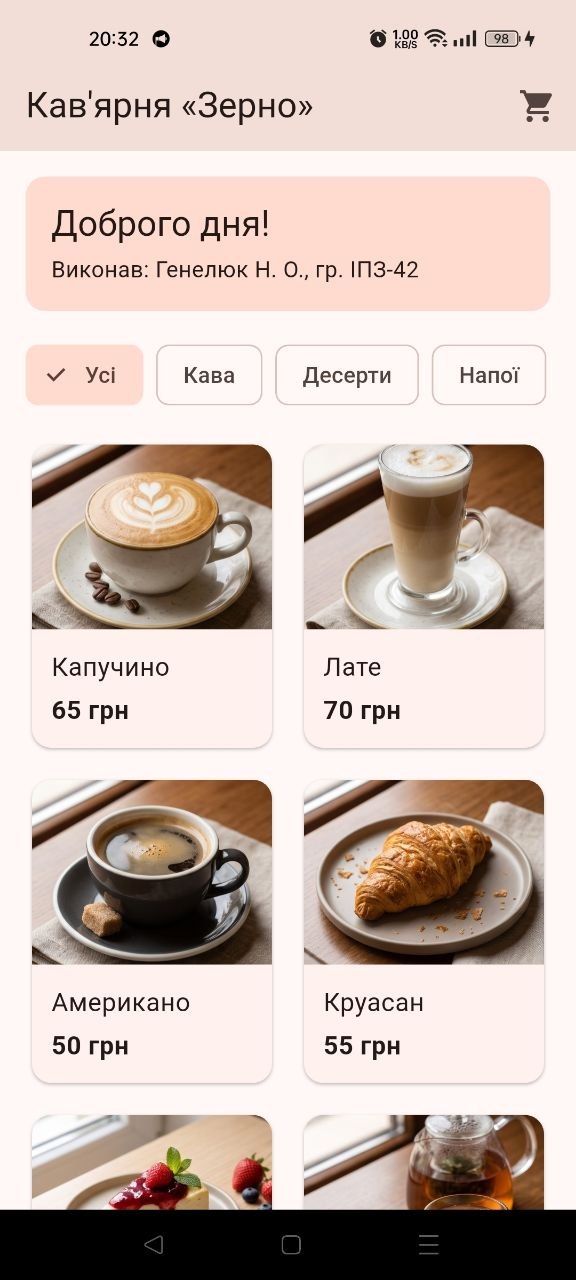 20:32
1.00 KB/S
98
Кав'ярня «Зерно»
Доброго дня!
Виконав: Генелюк Н. О., гр. ІПЗ-42
Усі
Кава
Десерти
Напої
Капучино
65 грн
Лате
70 грн
Американо
50 грн
Круасан
55 грн